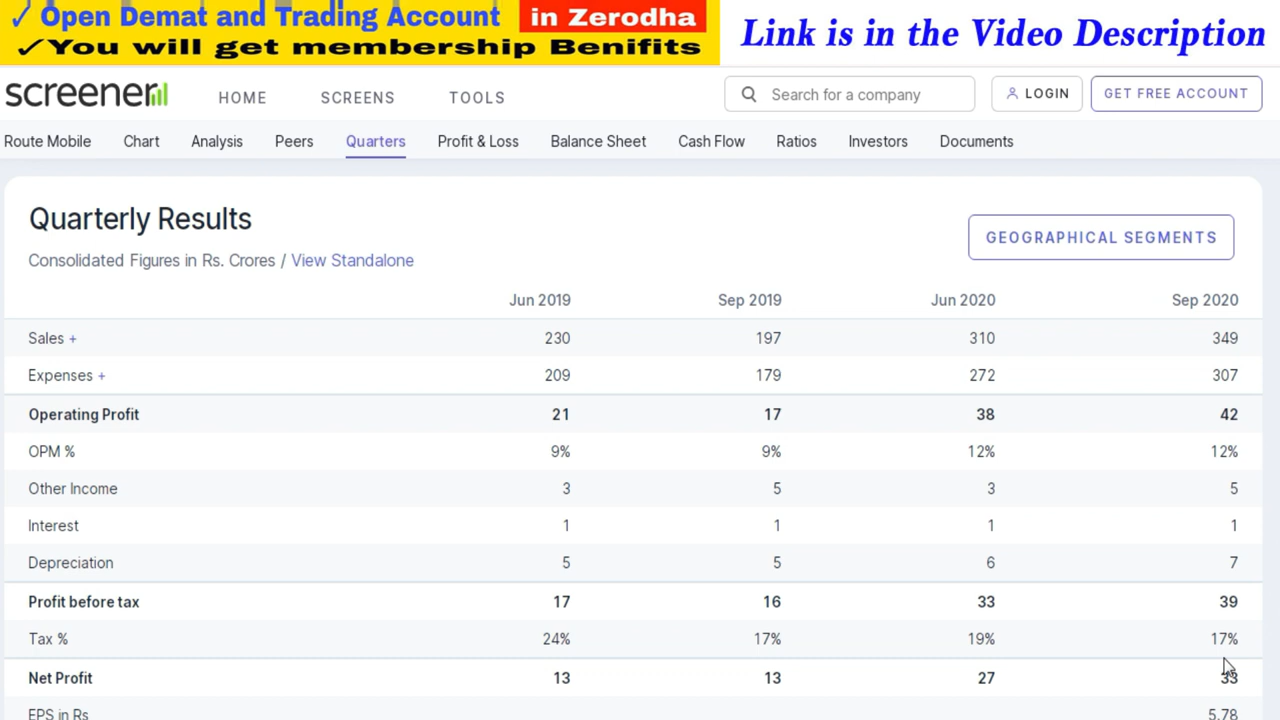 ✓ Open Demat and Trading Account in Zerodha
✓You will get membership Benifits
Link is in the Video Description
screener
HOME SCREENS TOOLS
Search for a company
LOGIN
GET FREE ACCOUNT
Route Mobile Chart Analysis Peers Quarters Profit & Loss Balance Sheet Cash Flow Ratios Investors Documents
Quarterly Results
Consolidated Figures in Rs. Crores / View Standalone
GEOGRAPHICAL SEGMENTS
Jun 2019 Sep 2019 Jun 2020 Sep 2020
Sales + 230 197 310 349
Expenses + 209 179 272 307
Operating Profit 21 17 38 42
OPM % 9% 9% 12% 12%
Other Income 3 5 3 5
Interest 1 1 1 1
Depreciation 5 5 6 7
Profit before tax 17 16 33 39
Tax % 24% 17% 19% 17%
Net Profit 13 13 27 33
EPS in Rs 5.78